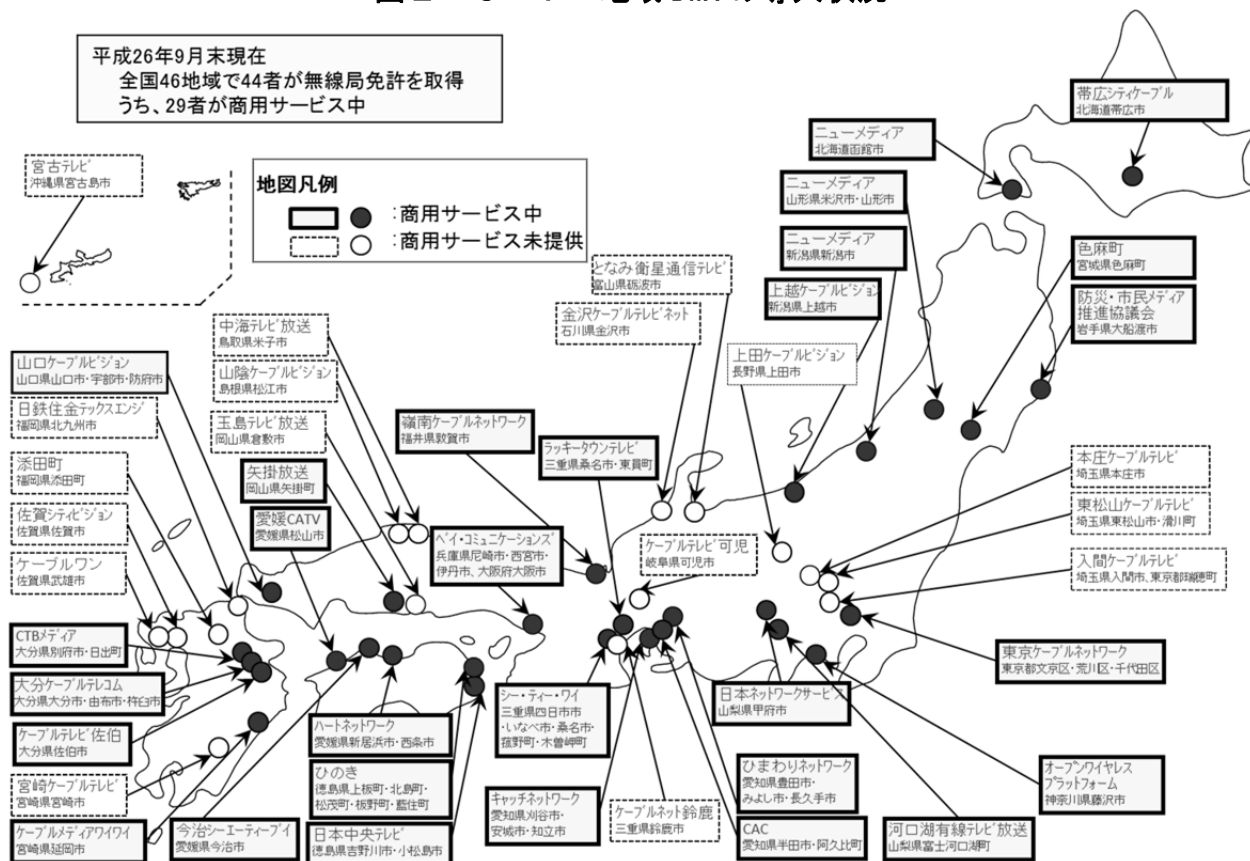 平成26年9月末現在
全国46地域で44者が無線局免許を取得
うち、29者が商用サービス中
帯広シティケーブル
北海道帯広市
ニューメディア
北海道函館市
宮古テレビ
沖縄県宮古島市
地図凡例
:商用サービス中
:商用サービス未提供
ニューメディア
山形県米沢市・山形市
ニューメディア
新潟県新潟市
色麻町
宮城県色麻町
となみ衛星通信テレビ
富山県砺波市
上越ケーブルビジョン
新潟県上越市
防災・市民メディア
推進協議会
岩手県大船渡市
金沢ケーブルテレビネット
石川県金沢市
中海テレビ放送
鳥取県米子市
上田ケーブルビジョン
長野県上田市
山口ケーブルビジョン
山口県山口市・宇部市・防府市
山陰ケーブルビジョン
島根県松江市
日鉄住金テックスエンジ
福岡県北九州市
玉島テレビ放送
岡山県倉敷市
嶺南ケーブルネットワーク
福井県敦賀市
ラッキータウンテレビ
三重県桑名市・東員町
添田町
福岡県添田町
矢掛放送
岡山県矢掛町
本庄ケーブルテレビ
埼玉県本庄市
佐賀シティビジョン
佐賀県佐賀市
愛媛CATV
愛媛県松山市
ベイ・コミュニケーションズ
兵庫県尼崎市・西宮市・
伊丹市、大阪府大阪市
東松山ケーブルテレビ
埼玉県東松山市・滑川町
ケーブルテレビ可児
岐阜県可児市
ケーブルワン
佐賀県武雄市
入間ケーブルテレビ
埼玉県入間市、東京都瑞穂町
CTBメディア
大分県別府市・日出町
東京ケーブルネットワーク
東京都文京区・荒川区・千代田区
大分ケーブルテレコム
大分県大分市・由布市・杵臼市
シー・ティー・ワイ
三重県四日市市
・いなべ市・桑名市・
菰野町・木曽岬町
日本ネットワークサービス
山梨県甲府市
ケーブルテレビ佐伯
大分県佐伯市
ハートネットワーク
愛媛県新居浜市・西条市
ひのき
徳島県上板町・北島町・
松茂町・板野町・藍住町
ひまわりネットワーク
愛知県豊田市・
みよし市・長久手市
オープンワイヤレス
プラットフォーム
神奈川県藤沢市
宮崎ケーブルテレビ
宮崎県宮崎市
キャッチネットワーク
愛知県刈谷市・
安城市・知立市
ケーブルネット鈴鹿
三重県鈴鹿市
ケーブルメディアワイワイ
宮崎県延岡市
今治シーエーティーブイ
愛媛県今治市
日本中央テレビ
徳島県吉野川市・小松島市
CAC
愛知県半田市・阿久比町
河口湖有線テレビ放送
山梨県富士河口湖町